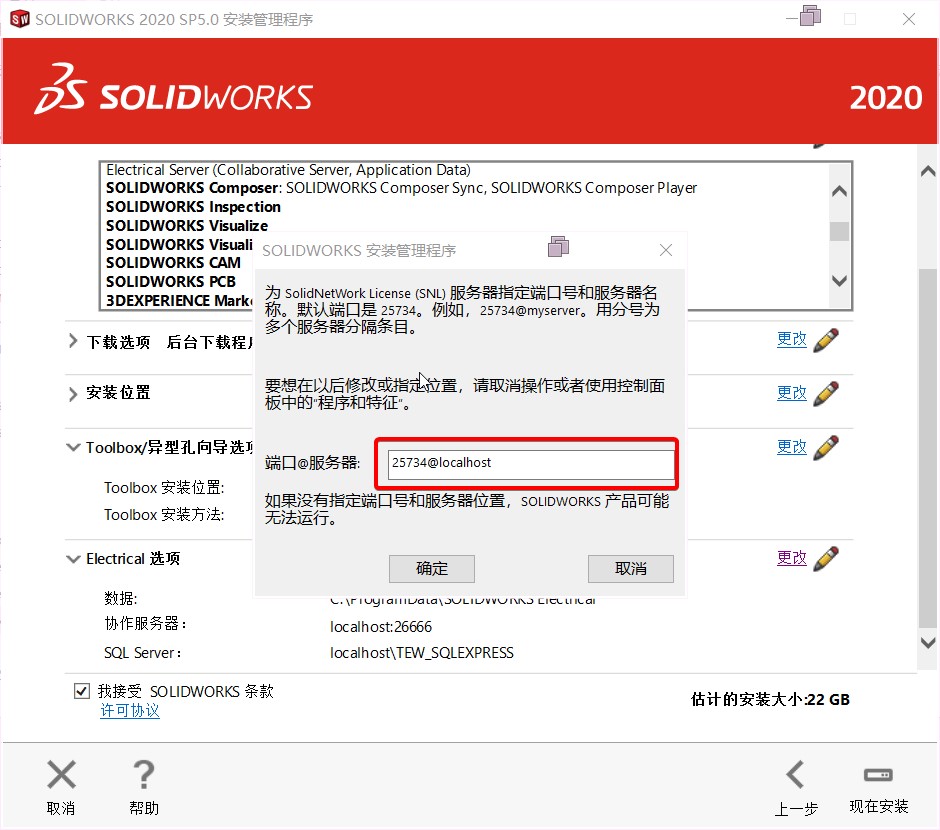 SOLIDWORKS 2020 SP5.0 安装管理程序
SOLIDWORKS
2020
Electrical Server (Collaborative Server, Application Data)
SOLIDWORKS Composer: SOLIDWORKS Composer Sync, SOLIDWORKS Composer Player
SOLIDWORKS Inspection
SOLIDWORKS Visualize
SOLIDWORKS Visuali
SOLIDWORKS CAM
SOLIDWORKS PCB
3DEXPERIENCE Marke
SOLIDWORKS 安装管理程序
为 SolidNetWork License (SNL) 服务器指定端口号和服务器名
称。默认端口是 25734。例如，25734@myserver。用分号为
多个服务器分隔条目。
要想在以后修改或指定位置，请取消操作或者使用控制面
板中的“程序和特征”。
端口@服务器:
25734@localhost
如果没有指定端口号和服务器位置，SOLIDWORKS 产品可能
无法运行。
确定
取消
下载选项 后台下载程序
更改
安装位置
更改
Toolbox/异型孔向导选项
更改
Toolbox 安装位置:
Toolbox 安装方法:
Electrical 选项
更改
数据:
C:\ProgramData\SOLIDWORKS Electrical
协作服务器：
localhost:26666
SQL Server：
localhost\TEW_SQLEXPRESS
我接受 SOLIDWORKS 条款
许可协议
估计的安装大小:22 GB
取消
帮助
上一步
现在安装